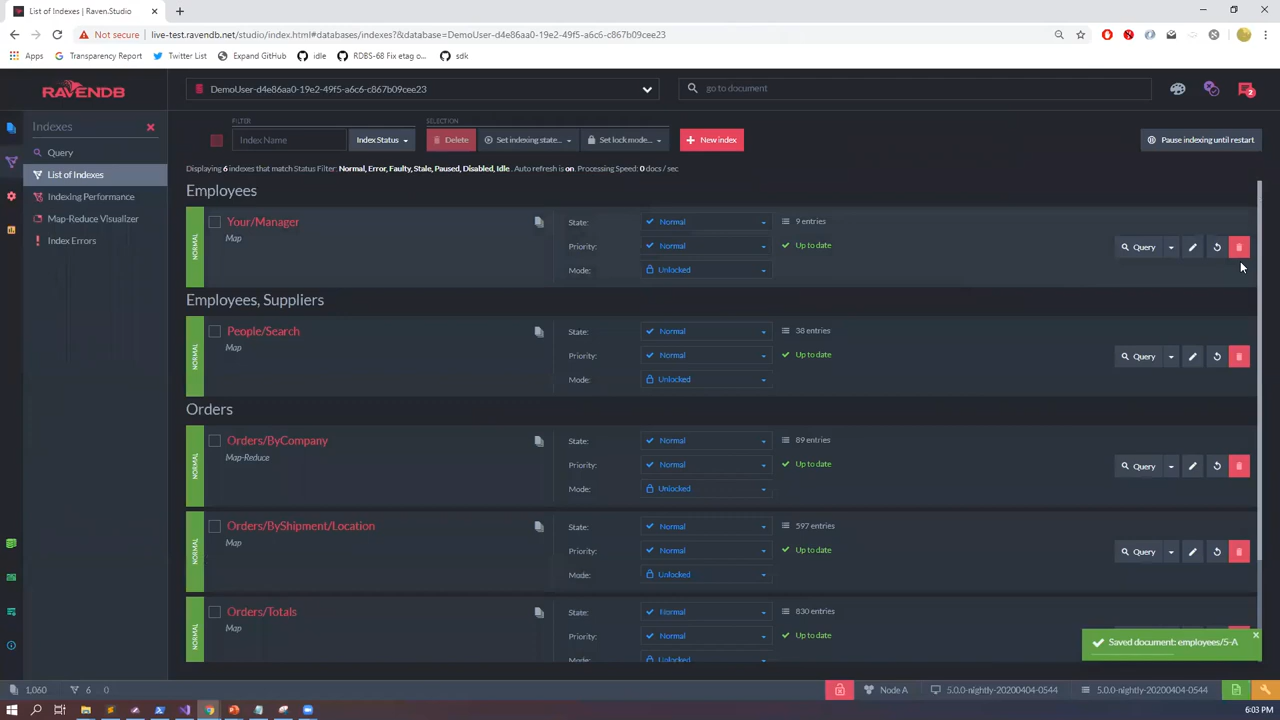 List of Indexes | Raven.Studio
Not secure | live-test.ravendb.net/studio/index.html#databases/indexes?&database=DemoUser-d4e86aa0-19e2-49f5-a6c6-c867b09cee23
Apps Transparency Report Twitter List Expand GitHub idle RDBS-68 Fix etag o... sdk
RAVENDB
DemoUser-d4e86aa0-19e2-49f5-a6c6-c867b09cee23
go to document
2
Indexes
FILTER
SELECTION
Index Name
Index Status
Delete
Set indexing state...
Set lock mode...
New index
Pause indexing until restart
Query
List of Indexes
Indexing Performance
Map-Reduce Visualizer
Index Errors
Displaying 6 indexes that match Status Filter: Normal, Error, Faulty, Stale, Paused, Disabled, Idle . Auto refresh is on. Processing Speed: 0 docs / sec
Employees
NORMAL
Your/Manager
Map
State: Normal 9 entries
Priority: Normal Up to date
Mode: Unlocked
Query
Employees, Suppliers
NORMAL
People/Search
Map
State: Normal 38 entries
Priority: Normal Up to date
Mode: Unlocked
Query
Orders
NORMAL
Orders/ByCompany
Map-Reduce
State: Normal 89 entries
Priority: Normal Up to date
Mode: Unlocked
Query
NORMAL
Orders/ByShipment/Location
Map
State: Normal 597 entries
Priority: Normal Up to date
Mode: Unlocked
Query
NORMAL
Orders/Totals
Map
State: Normal 830 entries
Priority: Normal Up to date
Mode: Unlocked
Saved document: employees/5-A
1,060 6 0
Node A
5.0.0-nightly-20200404-0544
5.0.0-nightly-20200404-0544
6:03 PM